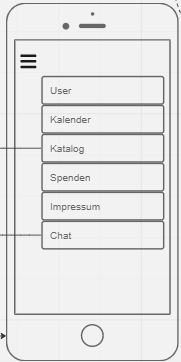 User
Kalender
Katalog
Spenden
Impressum
Chat